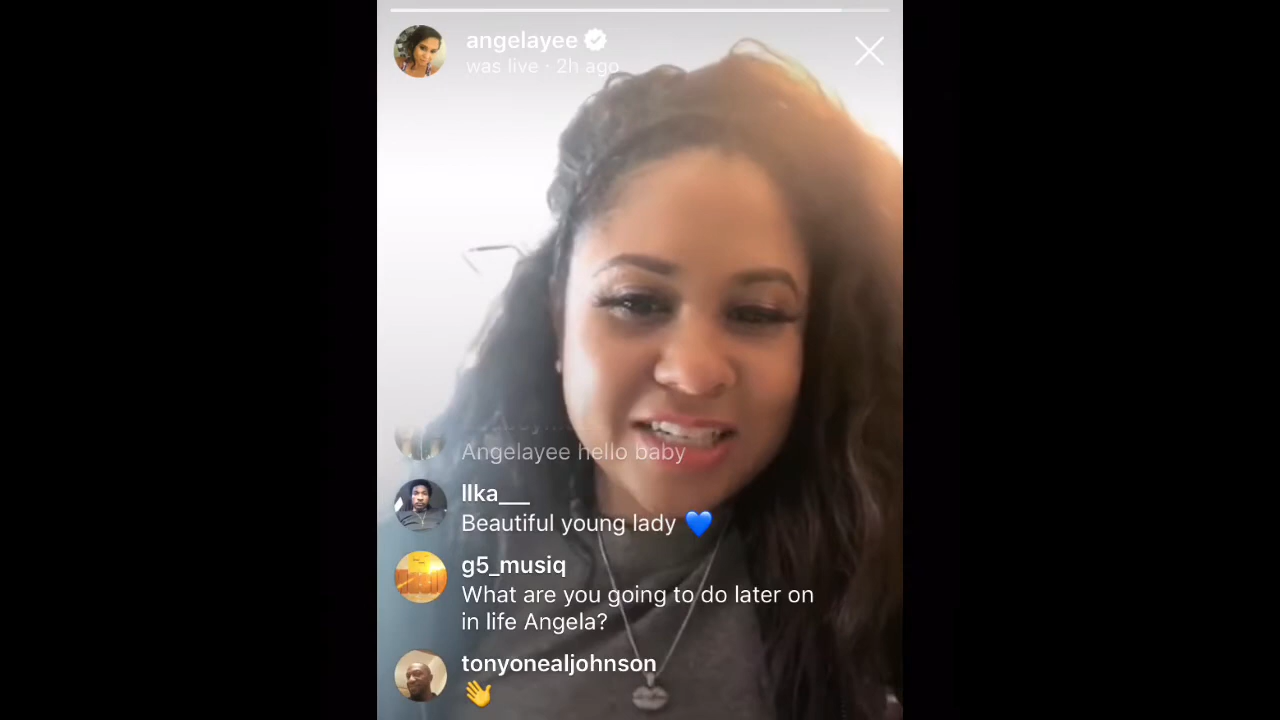 angelayee
was live · 2h ago
Angelayee hello baby
llka___
Beautiful young lady 💙
g5_musiq
What are you going to do later on
in life Angela?
tonyonealjohnson
👋